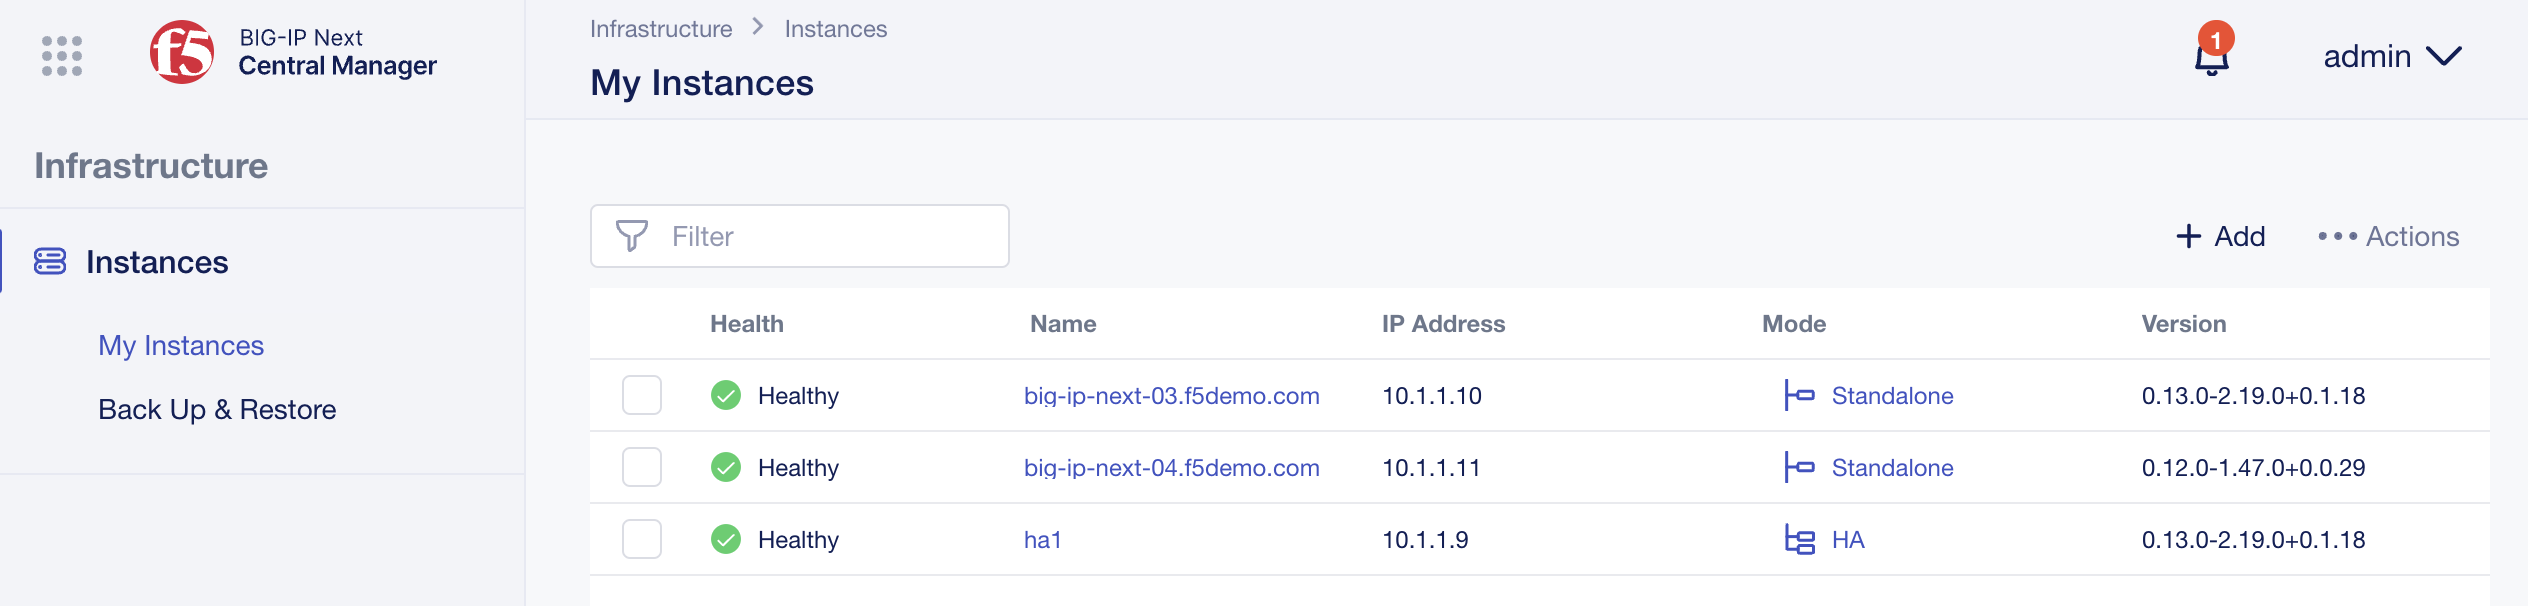 f5
BIG-IP Next
Central Manager
Infrastructure
Instances
My Instances
Back Up & Restore
Infrastructure > Instances
My Instances
1
admin
Filter
+ Add
••• Actions
Health Name IP Address Mode Version
Healthy big-ip-next-03.f5demo.com 10.1.1.10 Standalone 0.13.0-2.19.0+0.1.18
Healthy big-ip-next-04.f5demo.com 10.1.1.11 Standalone 0.12.0-1.47.0+0.0.29
Healthy ha1 10.1.1.9 HA 0.13.0-2.19.0+0.1.18